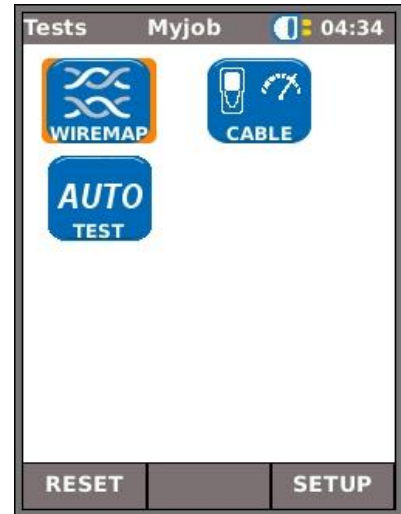 Tests Myjob 04:34
WIREMAP CABLE
AUTO
TEST
RESET SETUP